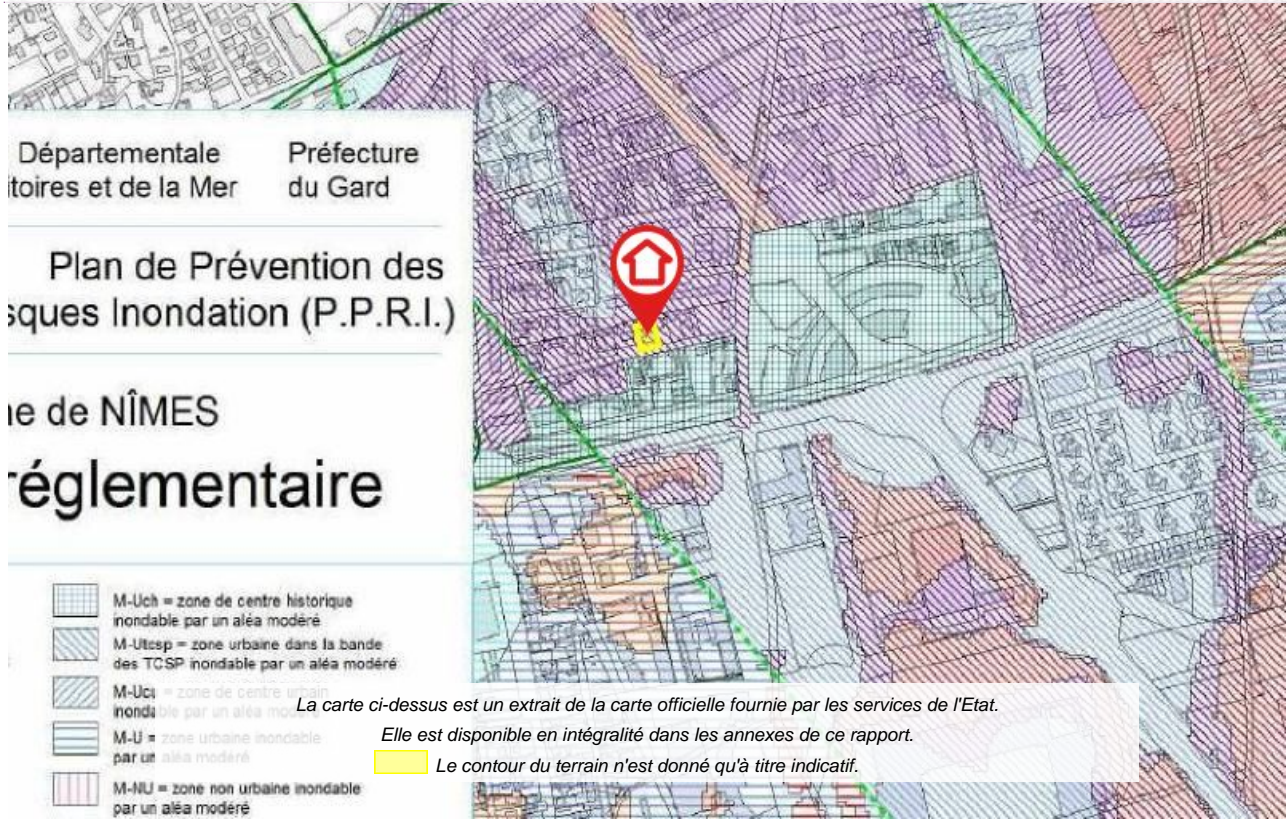 Départementale
Préfecture
itoires et de la Mer
du Gard
Plan de Prévention des
sques Inondation (P.P.R.I.)
ne de NÎMES
réglementaire
M-Uch = zone de centre historique
inondable par un aléa modéré
M-Utcsp = zone urbaine dans la bande
des TCSP inondable par un aléa modéré
M-Ucu = zone de centre urbain
inondable par un aléa modéré
M-U = zone urbaine inondable
par un aléa modéré
M-NU = zone non urbaine inondable
par un aléa modéré
La carte ci-dessus est un extrait de la carte officielle fournie par les services de l'Etat.
Elle est disponible en intégralité dans les annexes de ce rapport.
Le contour du terrain n'est donné qu'à titre indicatif.